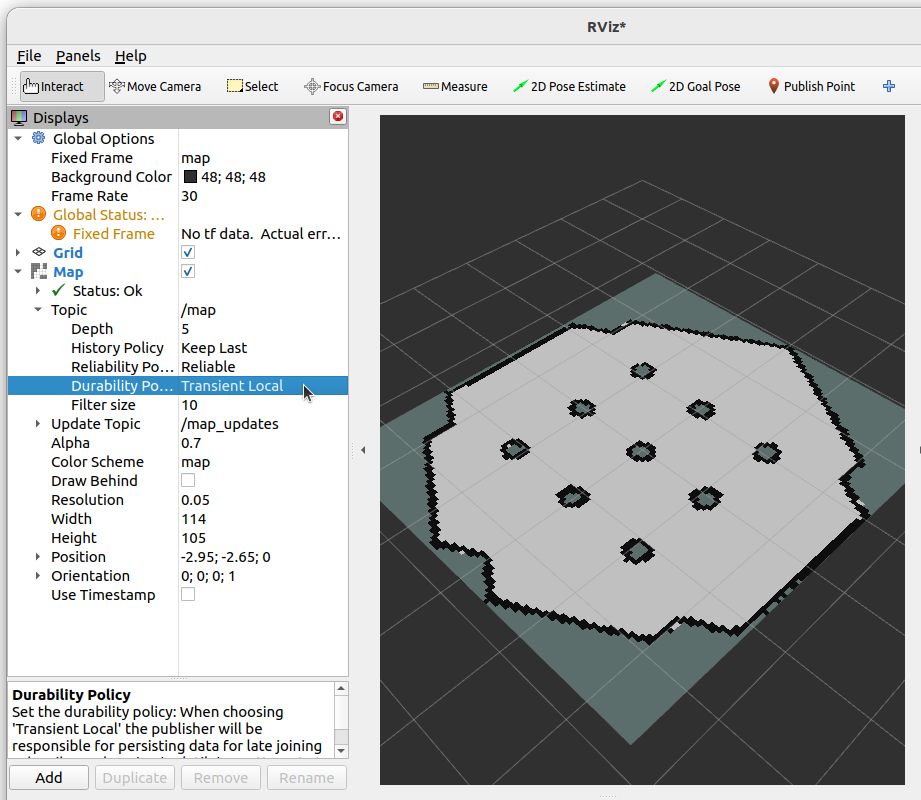 RViz*
File Panels Help
Interact Move Camera Select Focus Camera Measure 2D Pose Estimate 2D Goal Pose Publish Point
Displays
Global Options
Fixed Frame map
Background Color 48; 48; 48
Frame Rate 30
Global Status: ...
Fixed Frame No tf data. Actual err...
Grid
Map
Status: Ok
Topic /map
Depth 5
History Policy Keep Last
Reliability Po... Reliable
Durability Po... Transient Local
Filter size 10
Update Topic /map_updates
Alpha 0.7
Color Scheme map
Draw Behind
Resolution 0.05
Width 114
Height 105
Position -2.95; -2.65; 0
Orientation 0; 0; 0; 1
Use Timestamp
Durability Policy
Set the durability policy: When choosing
'Transient Local' the publisher will be
responsible for persisting data for late joining
Add Duplicate Remove Rename